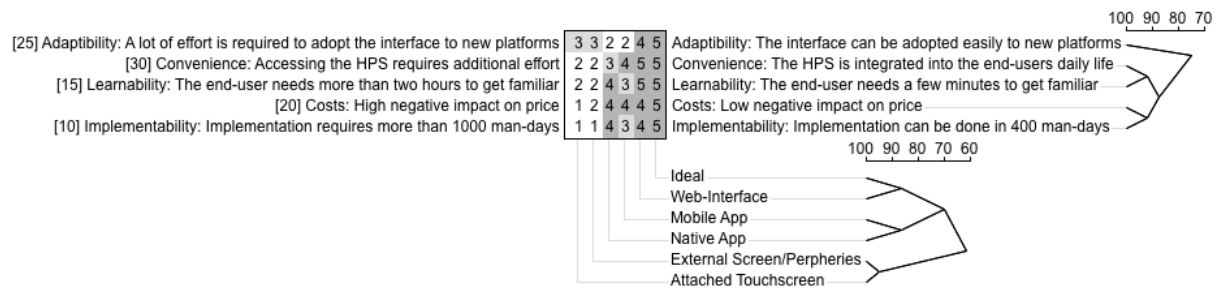 100 90 80 70
[25] Adaptibility: A lot of effort is required to adopt the interface to new platforms 3 3 2 2 4 5 Adaptibility: The interface can be adopted easily to new platforms
[30] Convenience: Accessing the HPS requires additional effort 2 2 3 4 5 5 Convenience: The HPS is integrated into the end-users daily life
[15] Learnability: The end-user needs more than two hours to get familiar 2 2 4 3 5 5 Learnability: The end-user needs a few minutes to get familiar
[20] Costs: High negative impact on price 1 2 4 4 4 5 Costs: Low negative impact on price
[10] Implementability: Implementation requires more than 1000 man-days 1 1 4 3 4 5 Implementability: Implementation can be done in 400 man-days
100 90 80 70 60
Ideal
Web-Interface
Mobile App
Native App
External Screen/Perpheries
Attached Touchscreen